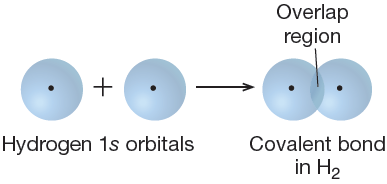 Overlap
region
+
Hydrogen 1s orbitals
Covalent bond
in H₂